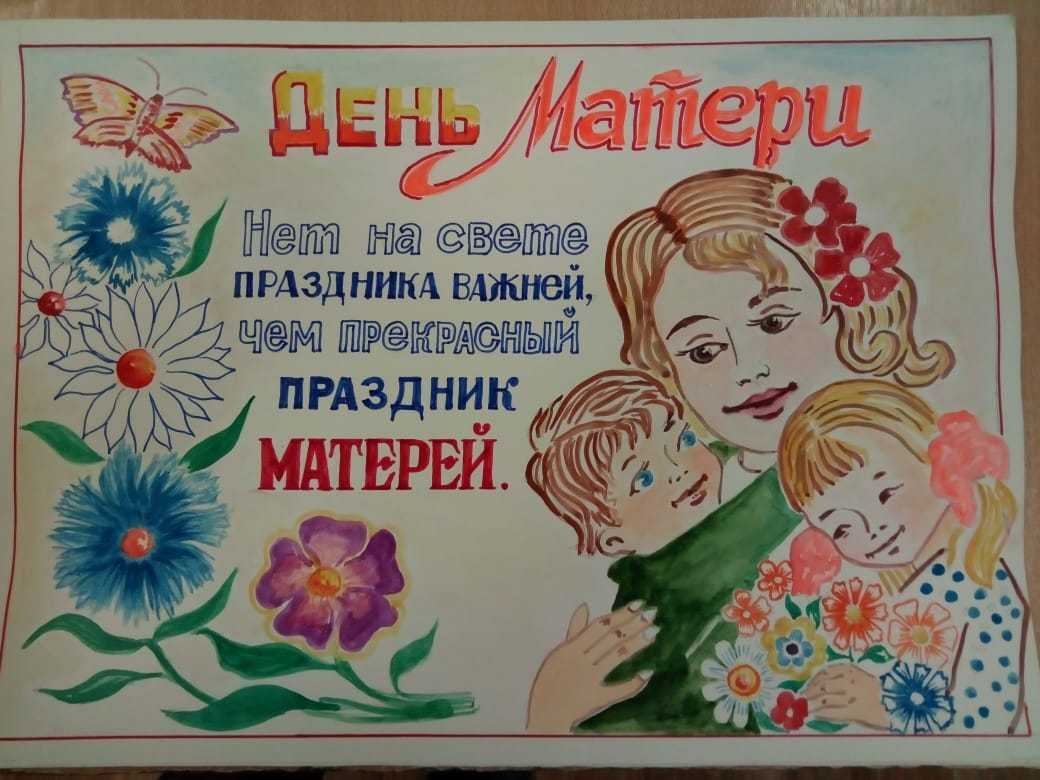 День Матери
Нет на свете
ПРАЗДНИКА ВАЖНЕЙ,
чем прекрасный
ПРАЗДНИК
МАТЕРЕЙ.